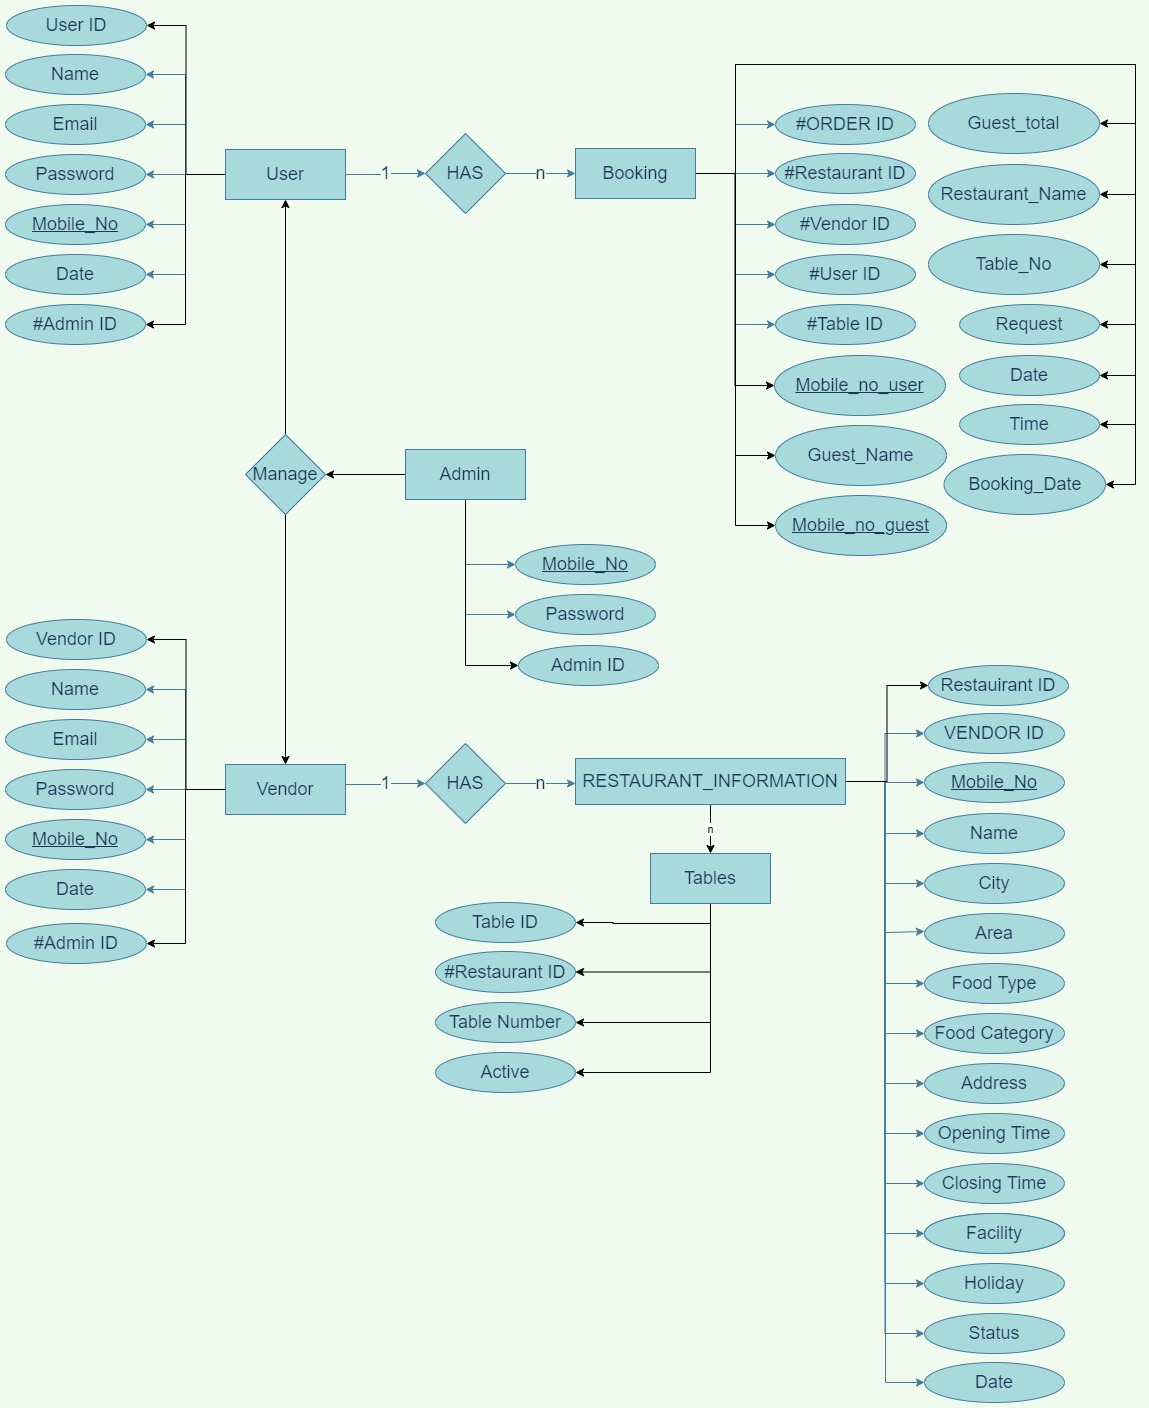 User ID
Name
Email
Password
Mobile_No
Date
#Admin ID
User
1
HAS
n
Booking
#ORDER ID
#Restaurant ID
#Vendor ID
#User ID
#Table ID
Mobile_no_user
Guest_Name
Mobile_no_guest
Guest_total
Restaurant_Name
Table_No
Request
Date
Time
Booking_Date
Manage
Admin
Mobile_No
Password
Admin ID
Vendor ID
Name
Email
Password
Mobile_No
Date
#Admin ID
Vendor
1
HAS
n
RESTAURANT_INFORMATION
n
Tables
Table ID
#Restaurant ID
Table Number
Active
Restauirant ID
VENDOR ID
Mobile_No
Name
City
Area
Food Type
Food Category
Address
Opening Time
Closing Time
Facility
Holiday
Status
Date